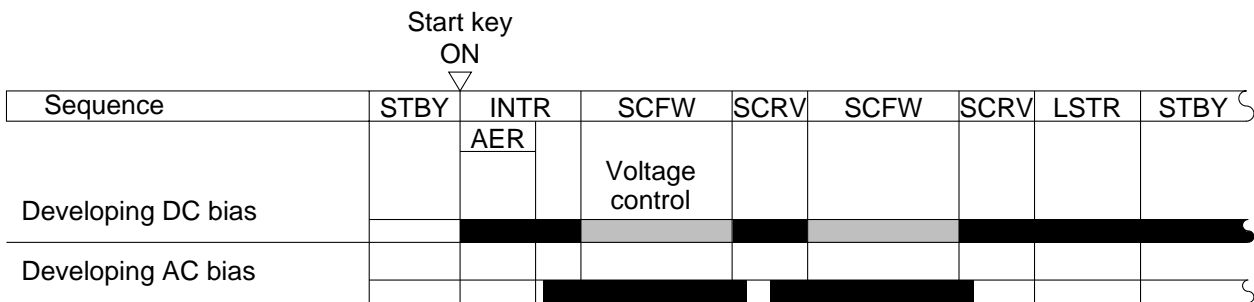 Start key
ON
Sequence STBY INTR SCFW SCRV SCFW SCRV LSTR STBY
AER
Voltage
control
Developing DC bias
Developing AC bias